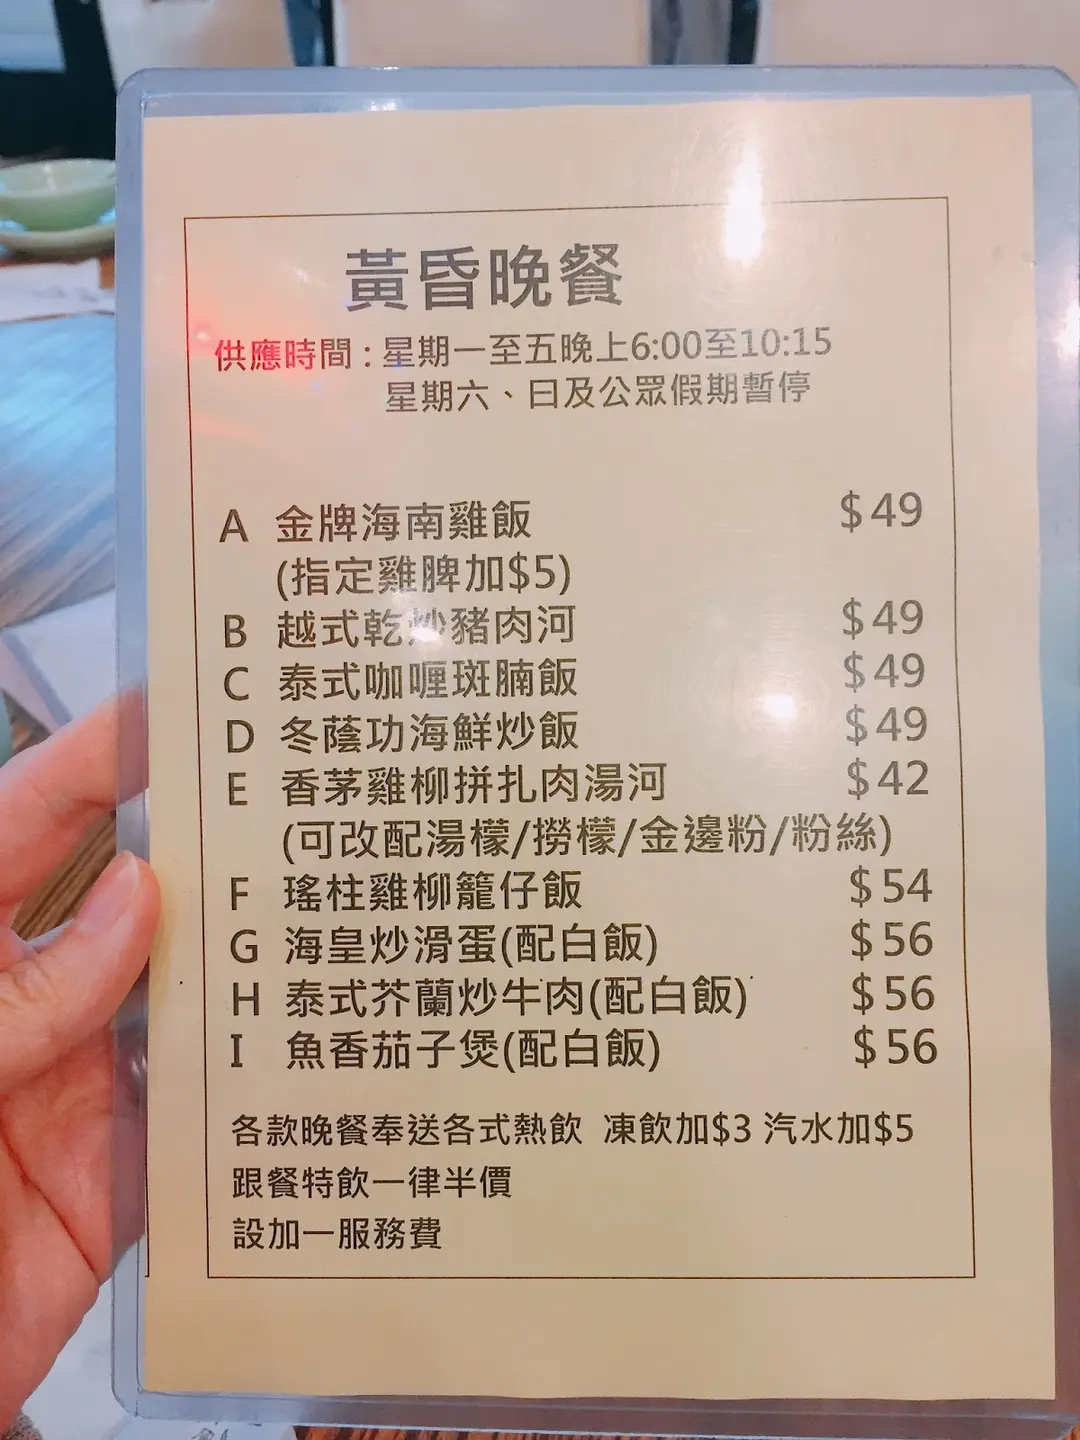 黃昏晚餐
供應時間 : 星期一至五晚上6:00至10:15
星期六、日及公眾假期暫停
A 金牌海南雞飯 $49
(指定雞脾加$5)
B 越式乾炒豬肉河 $49
C 泰式咖喱斑腩飯 $49
D 冬蔭功海鮮炒飯 $49
E 香茅雞柳拼扎肉湯河 $42
(可改配湯檬/撈檬/金邊粉/粉絲)
F 瑤柱雞柳籠仔飯 $54
G 海皇炒滑蛋(配白飯) $56
H 泰式芥蘭炒牛肉(配白飯) $56
I 魚香茄子煲(配白飯) $56
各款晚餐奉送各式熱飲 凍飲加$3 汽水加$5
跟餐特飲一律半價
設加一服務費